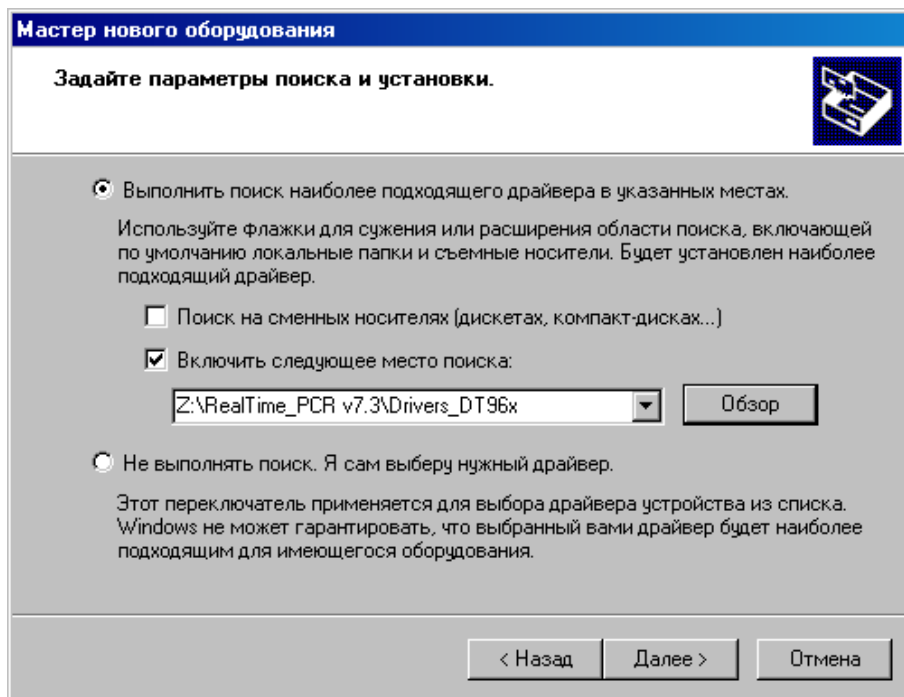 Мастер нового оборудования
Задайте параметры поиска и установки.
Выполнить поиск наиболее подходящего драйвера в указанных местах.
Используйте флажки для сужения или расширения области поиска, включающей
по умолчанию локальные папки и съемные носители. Будет установлен наиболее
подходящий драйвер.
Поиск на сменных носителях (дискетах, компакт-дисках...)
Включить следующее место поиска:
Z:\RealTime_PCR v7.3\Drivers_DT96x
Обзор
Не выполнять поиск. Я сам выберу нужный драйвер.
Этот переключатель применяется для выбора драйвера устройства из списка.
Windows не может гарантировать, что выбранный вами драйвер будет наиболее
подходящим для имеющегося оборудования.
< Назад Далее > Отмена